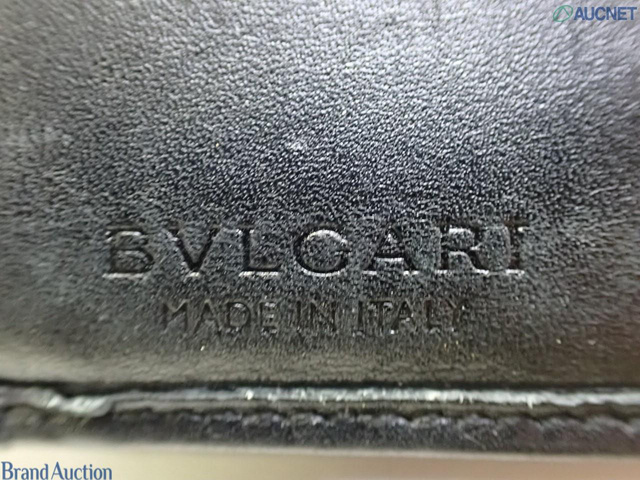 AUCNET
BVLGARI
MADE IN ITALY
Brand Auction